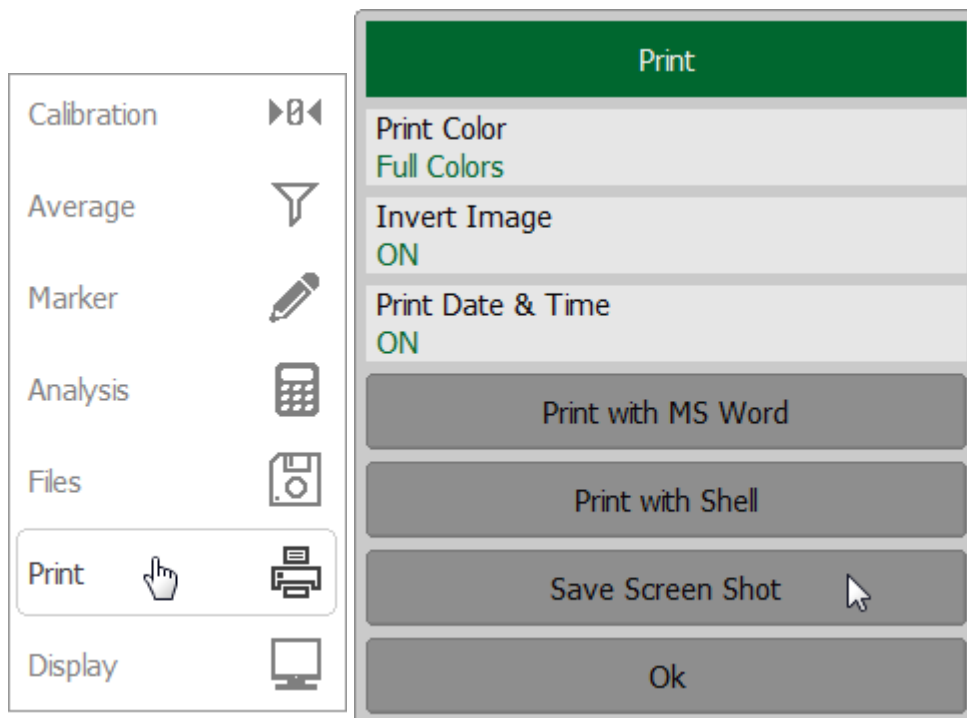 Calibration
Average
Marker
Analysis
Files
Print
Display
Print
Print Color
Full Colors
Invert Image
ON
Print Date & Time
ON
Print with MS Word
Print with Shell
Save Screen Shot
Ok